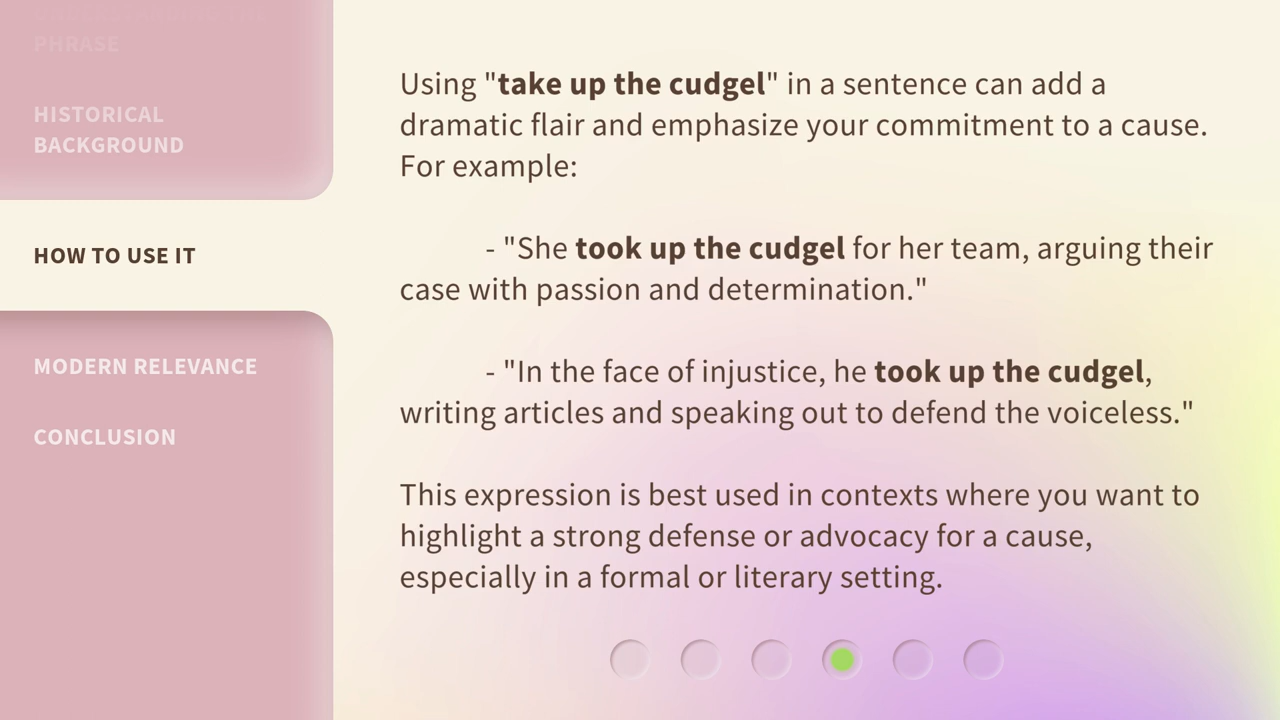 PHRASE
HISTORICAL
BACKGROUND
HOW TO USE IT
MODERN RELEVANCE
CONCLUSION
Using "take up the cudgel" in a sentence can add a
dramatic flair and emphasize your commitment to a cause.
For example:
- "She took up the cudgel for her team, arguing their
case with passion and determination."
- "In the face of injustice, he took up the cudgel,
writing articles and speaking out to defend the voiceless."
This expression is best used in contexts where you want to
highlight a strong defense or advocacy for a cause,
especially in a formal or literary setting.